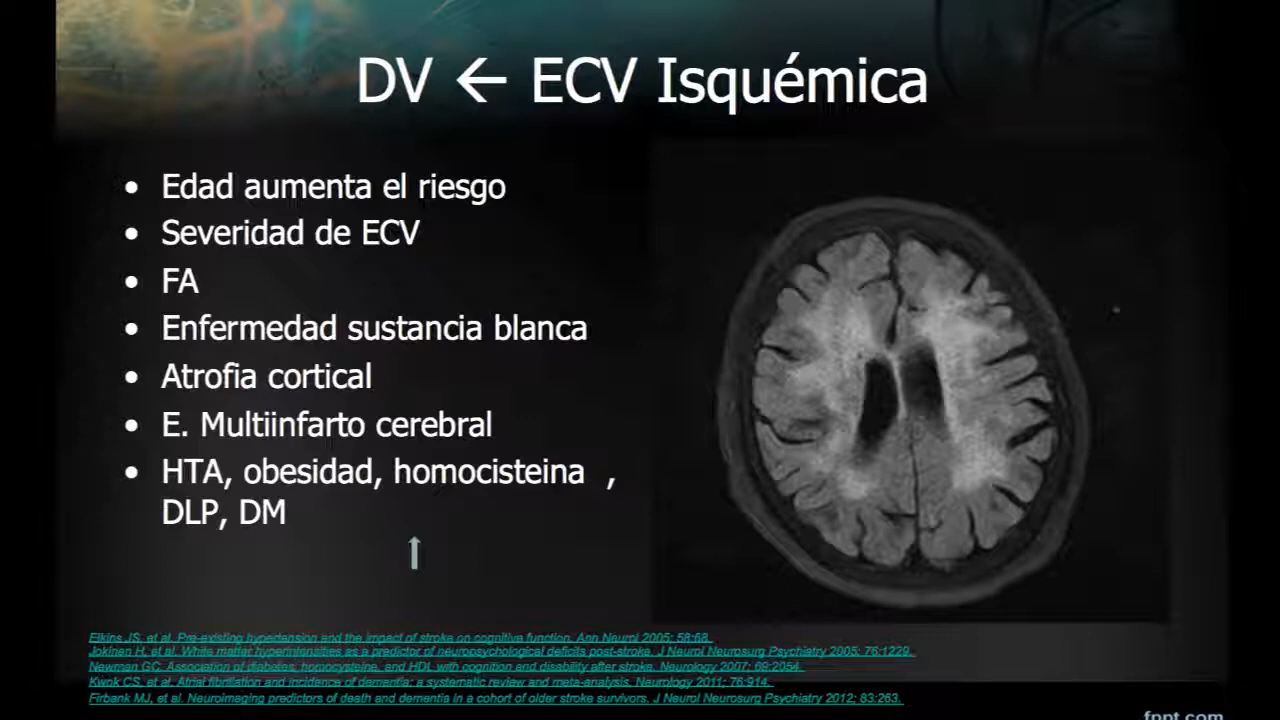 DV ← ECV Isquémica
• Edad aumenta el riesgo
• Severidad de ECV
• FA
• Enfermedad sustancia blanca
• Atrofia cortical
• E. Multiinfarto cerebral
• HTA, obesidad, homocisteina ,
DLP, DM
Elkins JS, et al. Pre-existing hypertension and the impact of stroke on cognitive function. Ann Neurol 2005; 58:68.
Jokinen H, et al. White matter hyperintensities as a predictor of neuropsychological deficits post-stroke. J Neurol Neurosurg Psychiatry 2005; 76:1229.
Newman GC. Association of diabetes, homocysteine, and HDL with cognition and disability after stroke. Neurology 2007; 69:2054.
Kwok CS, et al. Atrial fibrillation and incidence of dementia: a systematic review and meta-analysis. Neurology 2011; 76:914.
Firbank MJ, et al. Neuroimaging predictors of death and dementia in a cohort of older stroke survivors. J Neurol Neurosurg Psychiatry 2012; 83:263.
fppt.com